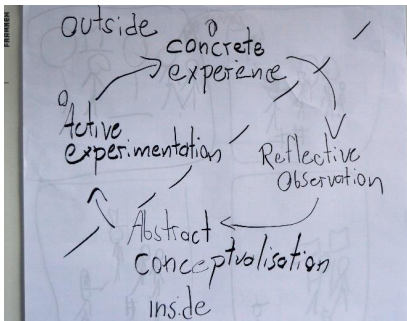 outside
concrete
experience
Active
experimentation
Reflective
Observation
Abstract
conceptualisation
inside